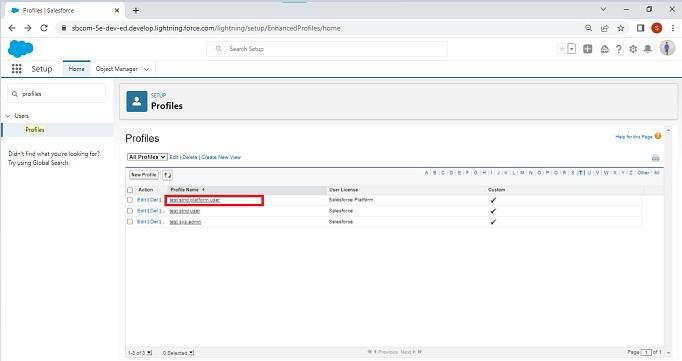 Profiles | Salesforce
sbcom-5e-dev-ed.develop.lightning.force.com/lightning/setup/EnhancedProfiles/home
Search Setup
Setup
Home
Object Manager
profiles
Users
Profiles
Didn't find what you're looking for?
Try using Global Search.
SETUP
Profiles
Profiles
Help for this Page
All Profiles Edit | Delete | Create New View
New Profile
A | B | C | D | E | F | G | H | I | J | K | L | M | N | O | P | Q | R | S | T | U | V | W | X | Y | Z | Other | All
Action Profile Name User License Custom
Edit | Del | ... test stnd platform user Salesforce Platform
Edit | Del | ... test stnd user Salesforce
Edit | Del | ... test sys admin Salesforce
1-3 of 3 0 Selected Previous Next Page 1 of 1